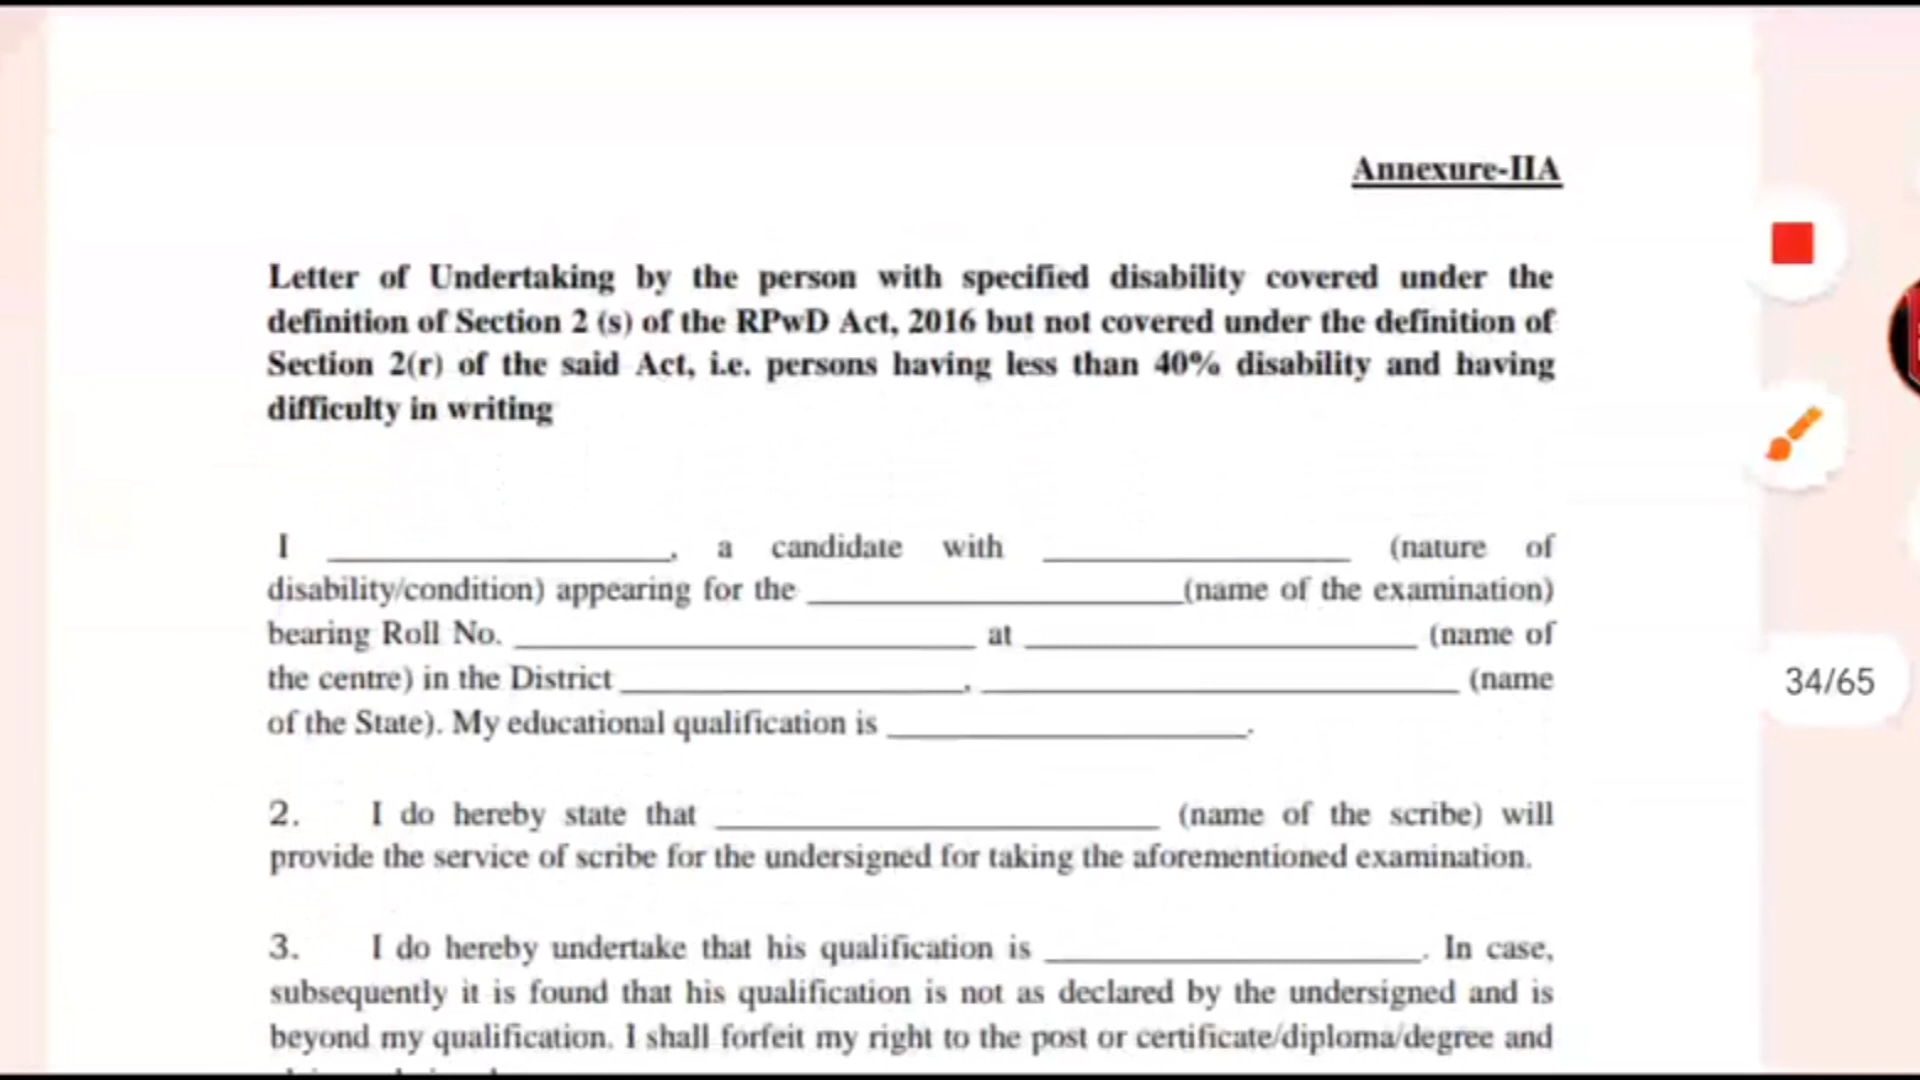 Annexure-IIA
Letter of Undertaking by the person with specified disability covered under the
definition of Section 2 (s) of the RPwD Act, 2016 but not covered under the definition of
Section 2(r) of the said Act, i.e. persons having less than 40% disability and having
difficulty in writing
I ____________________, a candidate with __________________ (nature of
disability/condition) appearing for the ______________________(name of the examination)
bearing Roll No. ___________________________ at _______________________ (name of
the centre) in the District ____________________, ____________________________ (name
of the State). My educational qualification is _____________________.
34/65
2. I do hereby state that __________________________ (name of the scribe) will
provide the service of scribe for the undersigned for taking the aforementioned examination.
3. I do hereby undertake that his qualification is ______________________. In case,
subsequently it is found that his qualification is not as declared by the undersigned and is
beyond my qualification. I shall forfeit my right to the post or certificate/diploma/degree and